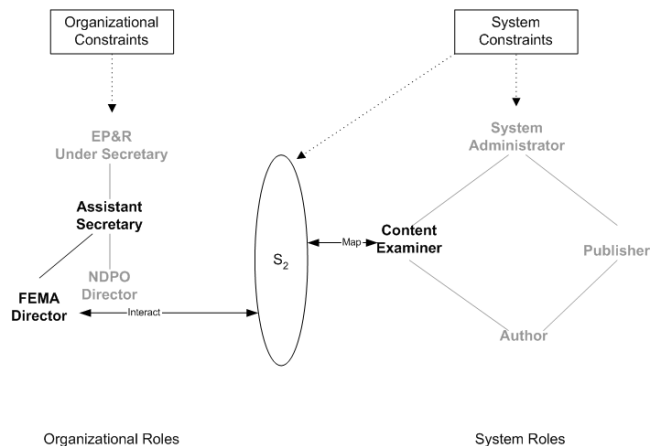 Organizational
Constraints
System
Constraints
EP&R
Under Secretary
System
Administrator
Assistant
Secretary
Content
Examiner
Map
Publisher
S2
NDPO
Director
FEMA
Director
Interact
Author
Organizational Roles
System Roles